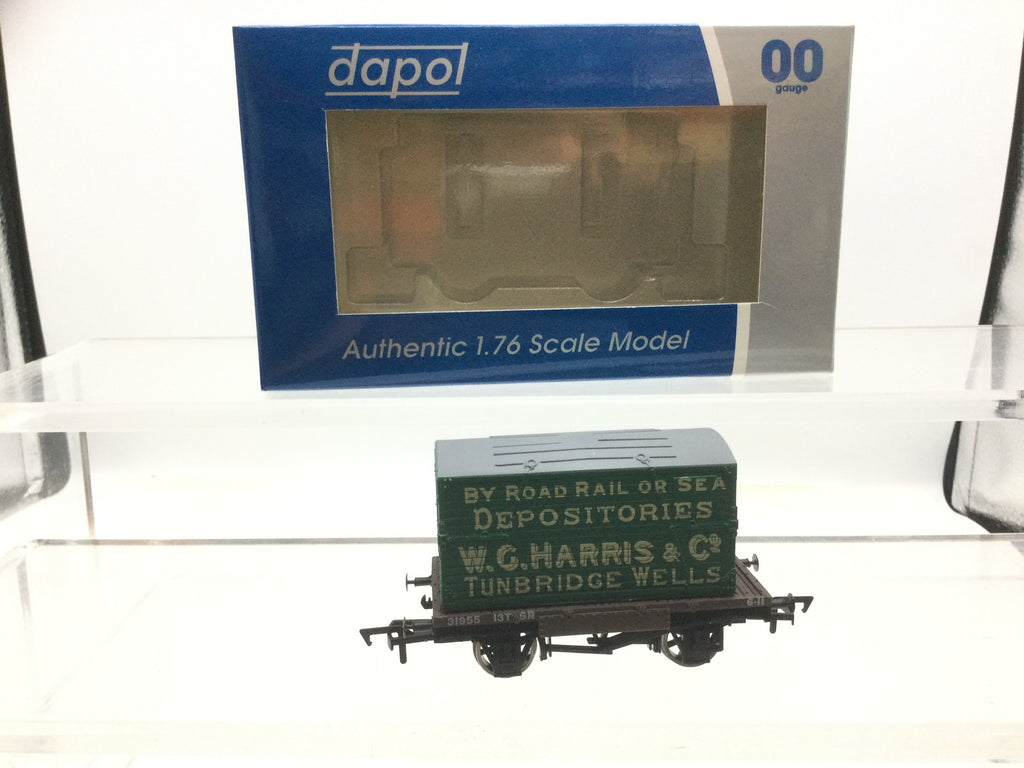 dapol
00
gauge
Authentic 1.76 Scale Model
BY ROAD RAIL OR SEA
DEPOSITORIES
W.G.HARRIS & Co
TUNBRIDGE WELLS
31955 13T SR